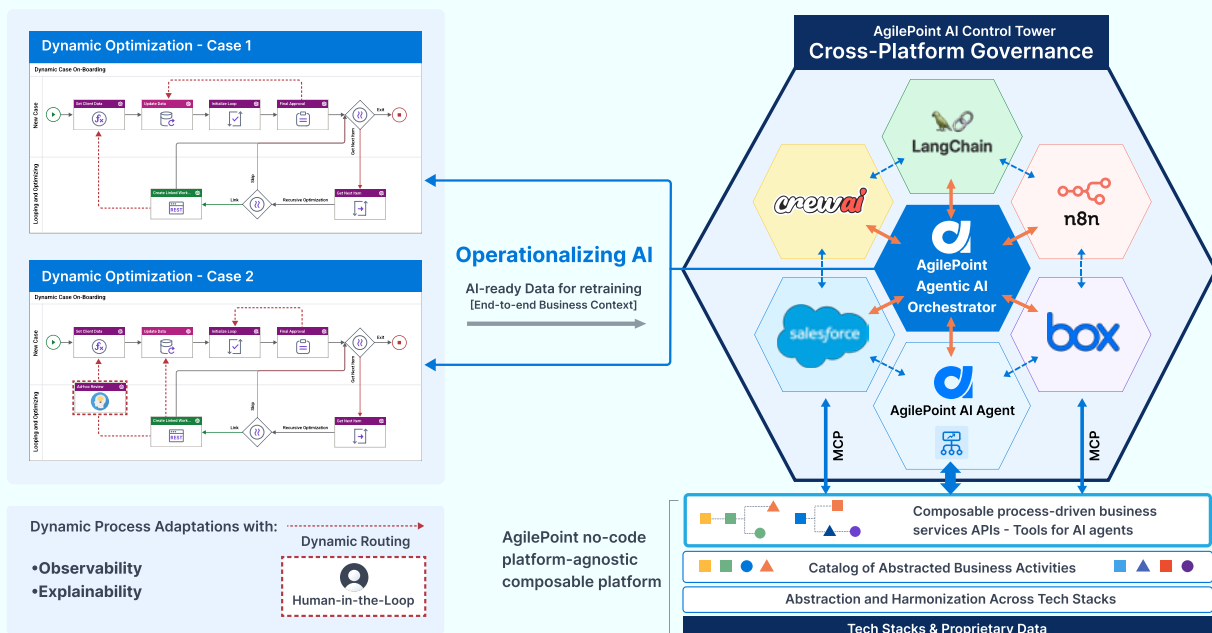 Dynamic Optimization - Case 1
Dynamic Case On-Boarding
New Case
Set Client Data
Update Data
Initialize Loop
Final Approval
Exit
Get Next Item
Looping and Optimizing
Create Linked Work...
REST
Link
Skip
Recursive Optimization
Get Next Item
Dynamic Optimization - Case 2
Dynamic Case On-Boarding
New Case
Set Client Data
Update Data
Initialize Loop
Final Approval
Exit
Get Next Item
Looping and Optimizing
Ad-hoc Review
Create Linked Work...
REST
Link
Skip
Recursive Optimization
Get Next Item
Dynamic Process Adaptations with:
Dynamic Routing
•Observability
•Explainability
Human-in-the-Loop
Operationalizing AI
AI-ready Data for retraining
[End-to-end Business Context]
AgilePoint AI Control Tower
Cross-Platform Governance
LangChain
crewai
n8n
AgilePoint
Agentic AI
Orchestrator
salesforce
box
AgilePoint AI Agent
MCP
MCP
AgilePoint no-code
platform-agnostic
composable platform
Composable process-driven business
services APIs - Tools for AI agents
Catalog of Abstracted Business Activities
Abstraction and Harmonization Across Tech Stacks
Tech Stacks & Proprietary Data